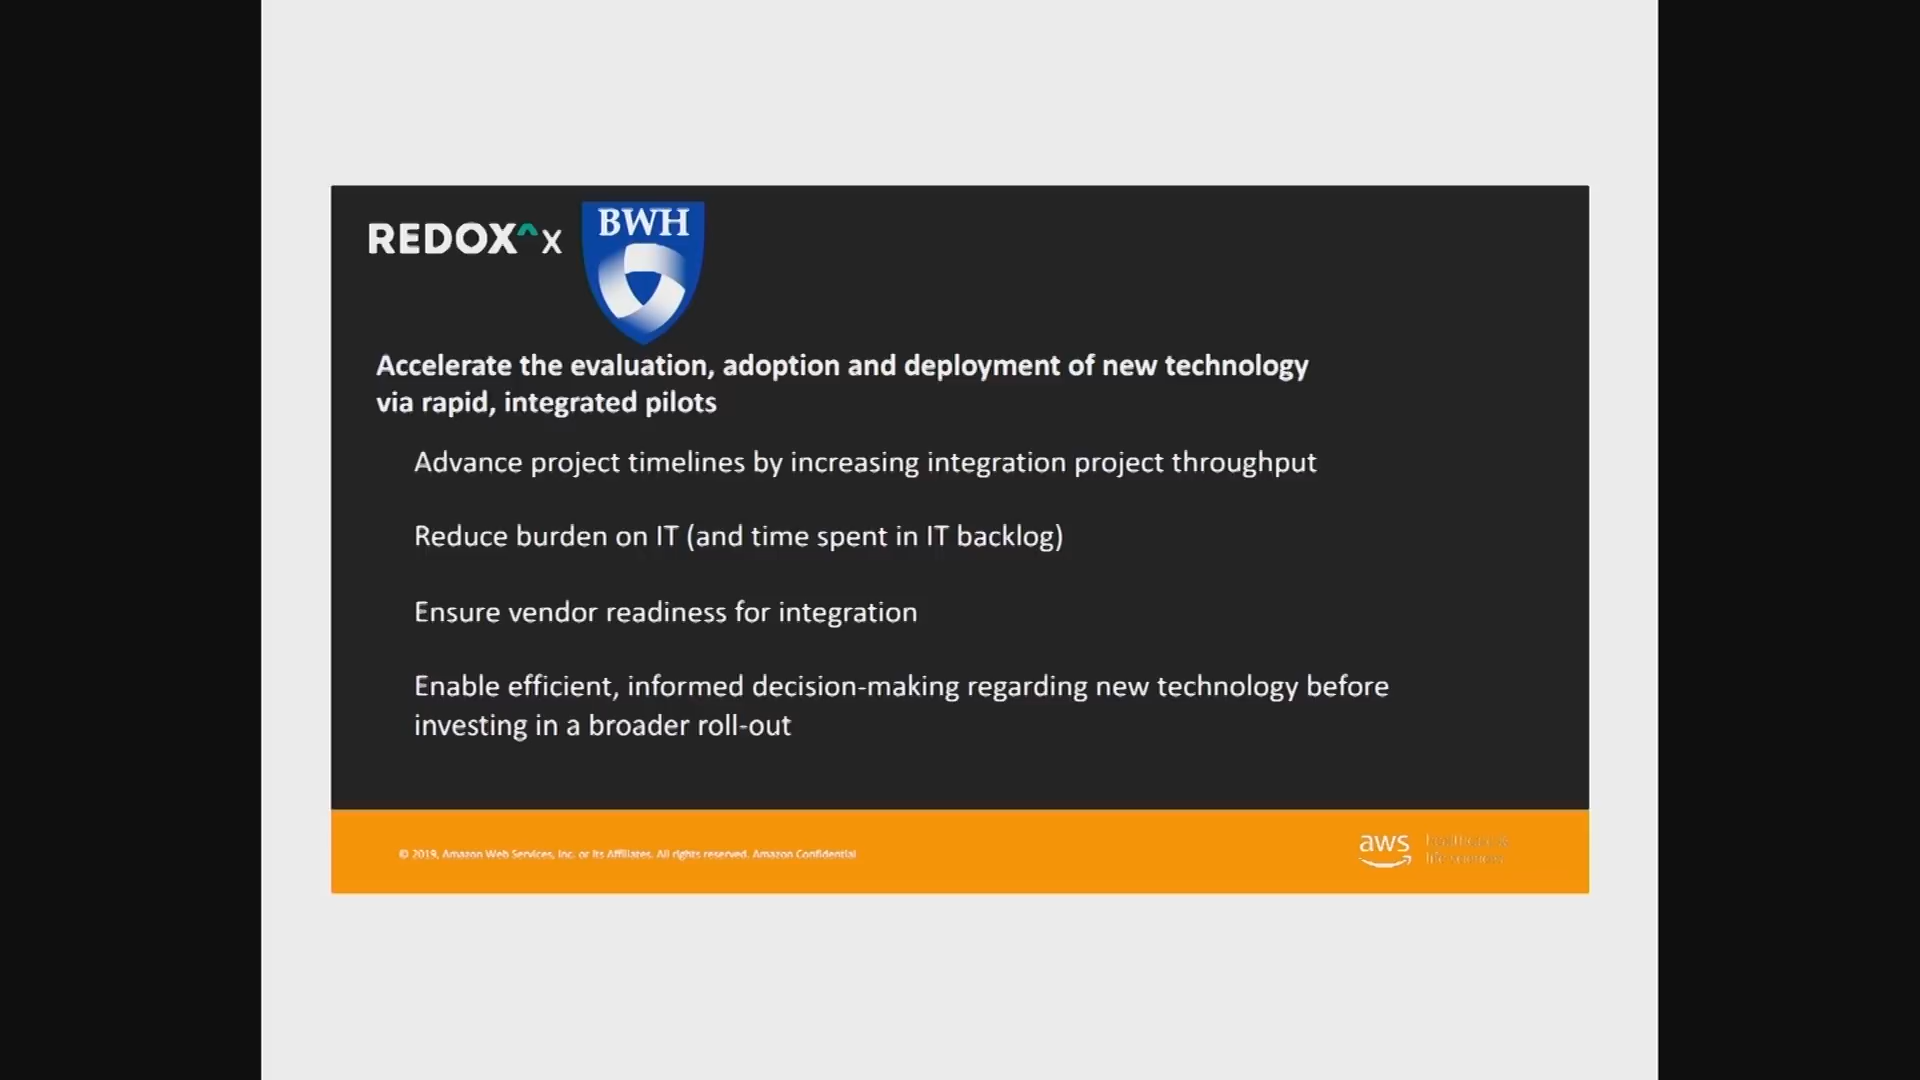 REDOX^ x BWH
Accelerate the evaluation, adoption and deployment of new technology
via rapid, integrated pilots
Advance project timelines by increasing integration project throughput
Reduce burden on IT (and time spent in IT backlog)
Ensure vendor readiness for integration
Enable efficient, informed decision-making regarding new technology before
investing in a broader roll-out
© 2019, Amazon Web Services, Inc. or its Affiliates. All rights reserved. Amazon Confidential
aws
life sciences